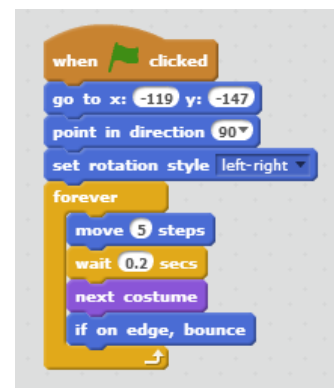 when clicked
go to x: -119 y: -147
point in direction 90
set rotation style left-right
forever
move 5 steps
wait 0.2 secs
next costume
if on edge, bounce